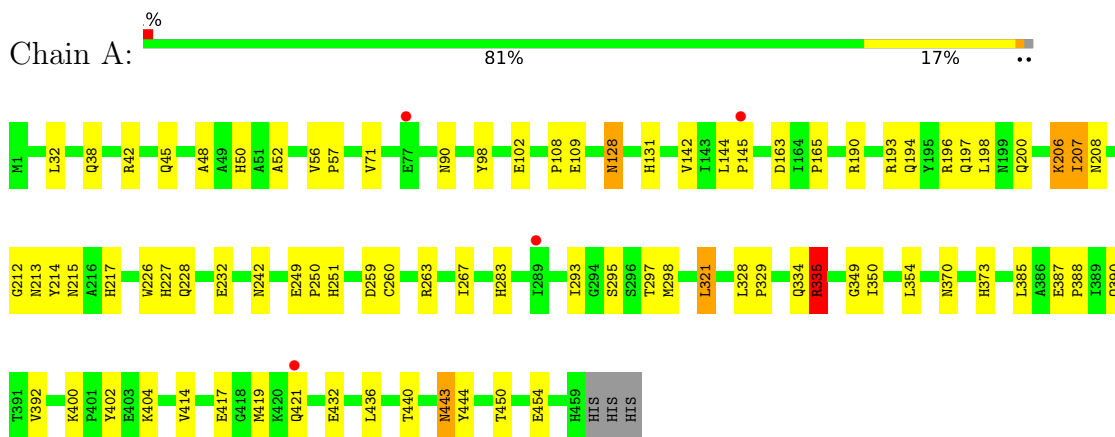 .%
Chain A:
81% 17% ••
M1 L32 Q38 R42 Q45 A48 A49 H50 A51 A52 V56 P57 V71 E77 N90 Y98 E102 P108 E109 N128 H131 V142 I143 L144 P145 D163 I164 P165 R190 R193 Q194 Y195 R196 Q197 L198 N199 Q200 K206 I207 N208
G212 N213 Y214 N215 A216 H217 W226 H227 Q228 E232 N242 E249 P250 H251 D259 C260 R263 I267 H283 I289 I293 G294 S295 S296 T297 M298 L321 L328 P329 Q334 R335 G349 I350 L354 N370 H373 L385 A386 E387 P388 I389
T391 V392 K400 P401 Y402 E403 K404 V414 E417 G418 M419 K420 Q421 E432 L436 T440 N443 Y444 T450 E454 H459 HIS HIS HIS